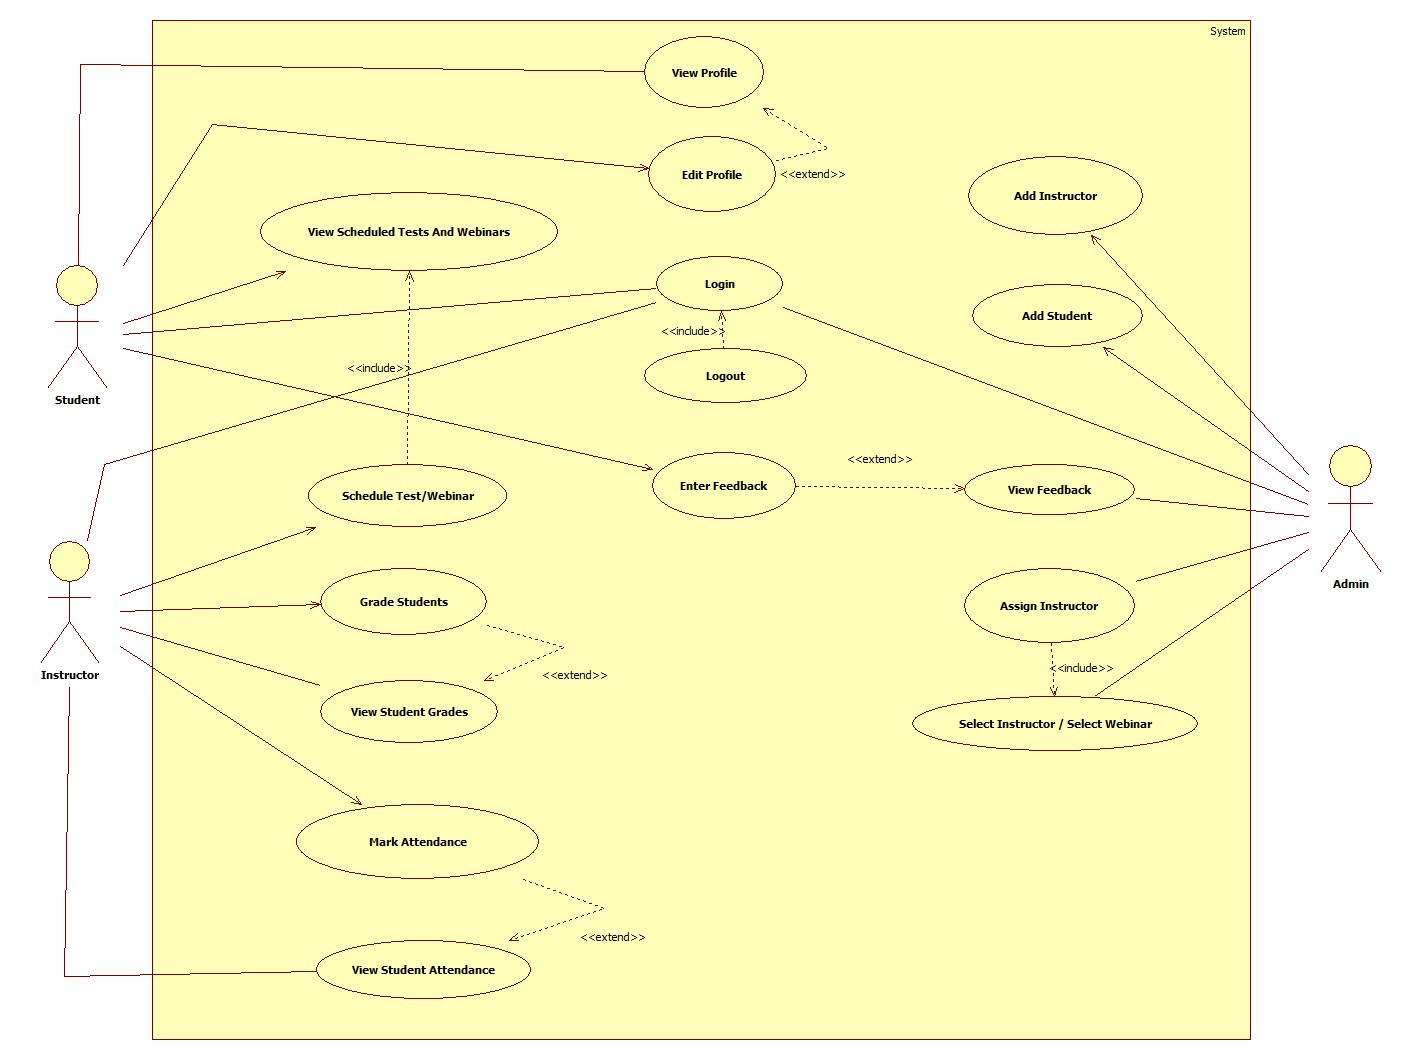 System
View Profile
Edit Profile
<<extend>>
Add Instructor
View Scheduled Tests And Webinars
Login
Add Student
<<include>>
<<include>>
Logout
Student
<<extend>>
Enter Feedback
View Feedback
Schedule Test/Webinar
Admin
Grade Students
Assign Instructor
<<include>>
Instructor
<<extend>>
View Student Grades
Select Instructor / Select Webinar
Mark Attendance
<<extend>>
View Student Attendance